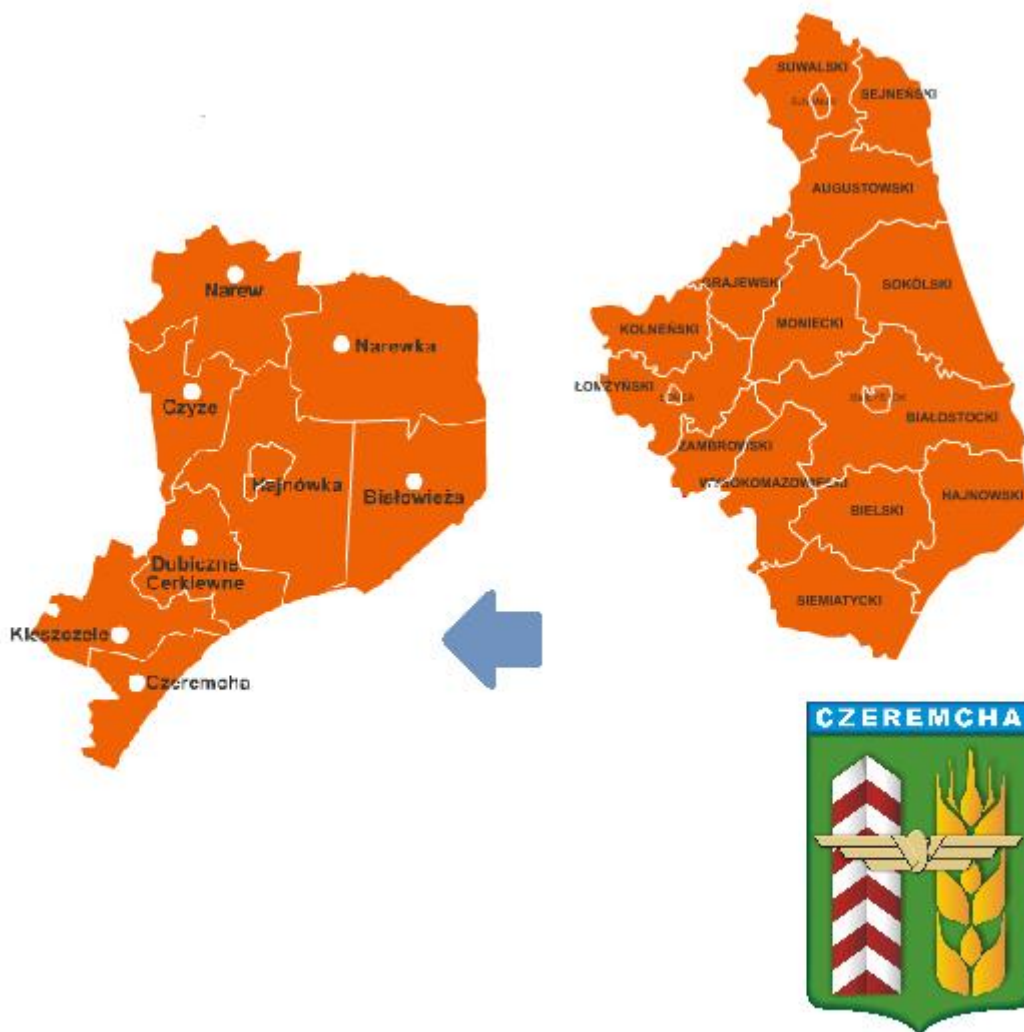 SUWALSKI
SEJNEŃSKI
AUGUSTOWSKI
GRAJEWSKI
SOKÓLSKI
KOLNEŃSKI
MONIECKI
ŁOMŻYŃSKI
BIAŁOSTOCKI
ZAMBROWSKI
WYSOKOMAZOWIECKI
HAJNOWSKI
BIELSKI
SIEMIATYCKI
Narew
Narewka
Czyże
Hajnówka
Białowieża
Dubiczne
Cerkiewne
Kleszczele
Czeremcha
CZEREMCHA